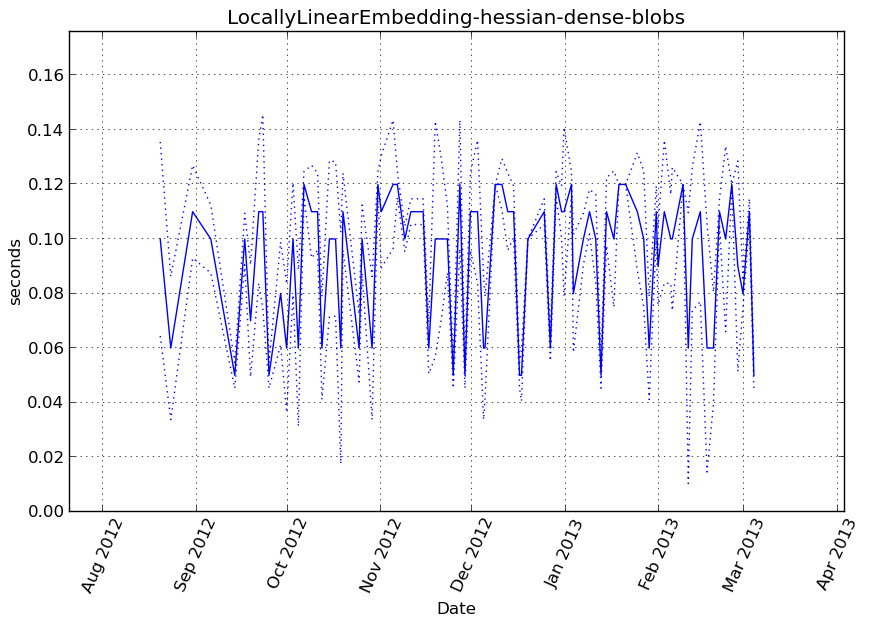 LocallyLinearEmbedding-hessian-dense-blobs
0.16
0.14
0.12
0.10
0.08
0.06
0.04
0.02
0.00
seconds
Aug 2012
Sep 2012
Oct 2012
Nov 2012
Dec 2012
Jan 2013
Feb 2013
Mar 2013
Apr 2013
Date